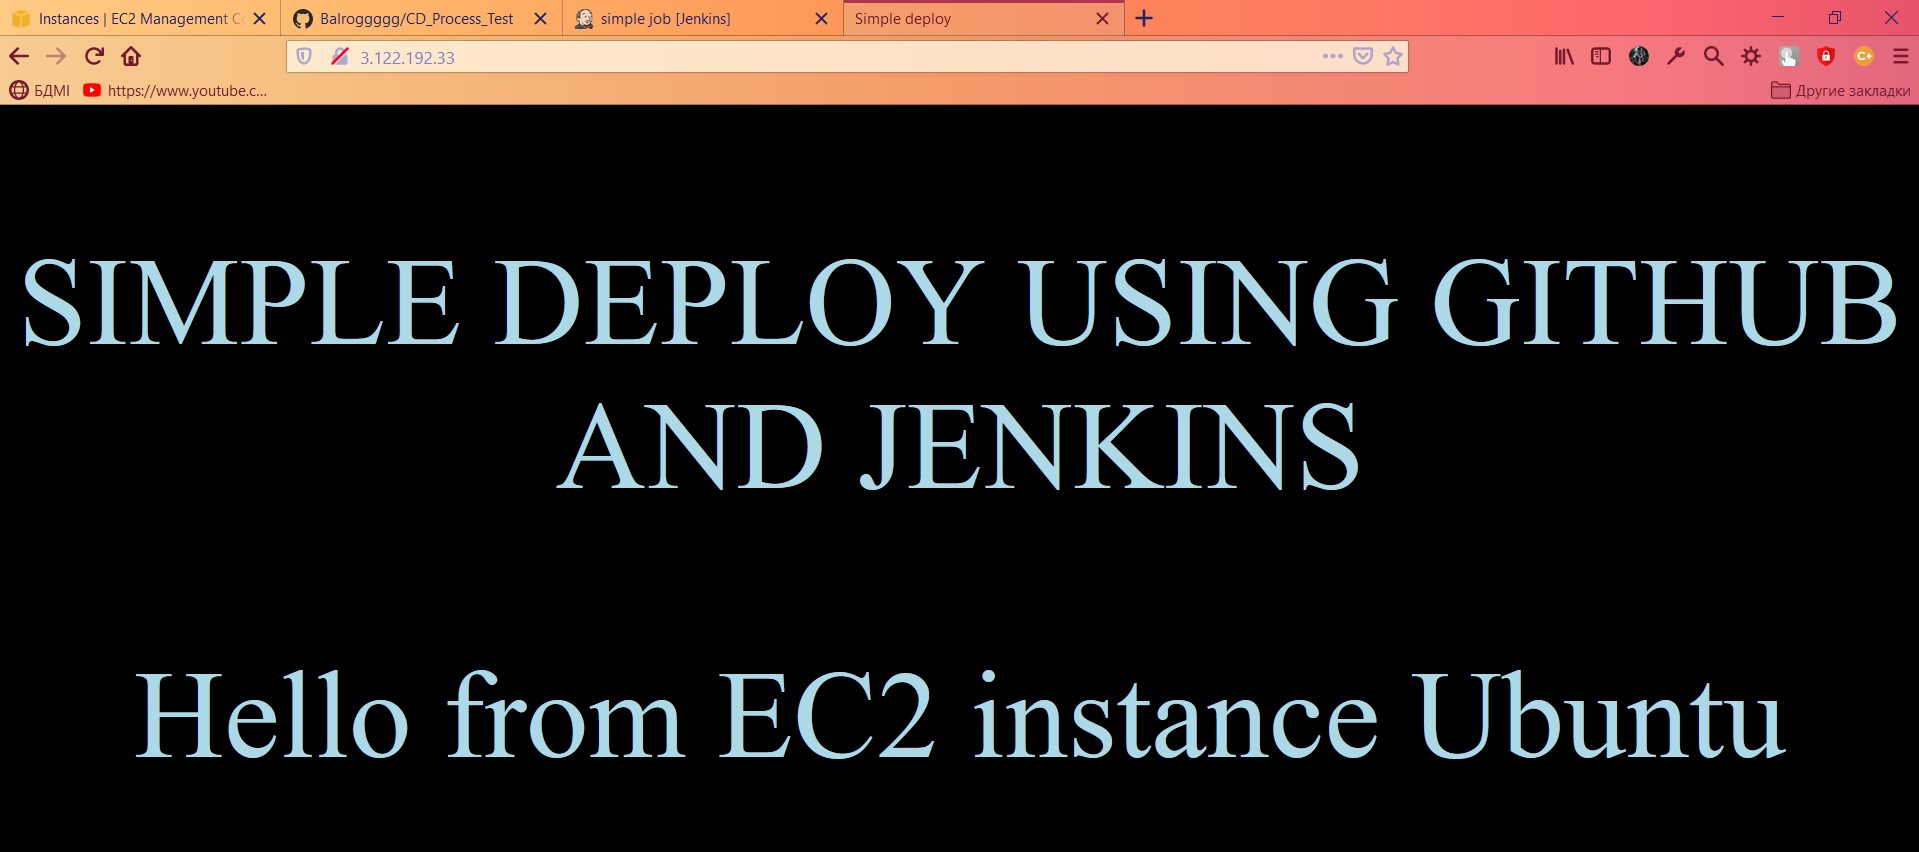 Instances | EC2 Management C
Balroggggg/CD_Process_Test
simple job [Jenkins]
Simple deploy
3.122.192.33
C+
БДМІ
https://www.youtube.c...
Другие закладки
SIMPLE DEPLOY USING GITHUB
AND JENKINS
Hello from EC2 instance Ubuntu